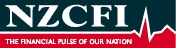 NZCFI
THE FINANCIAL PULSE OF OUR NATION